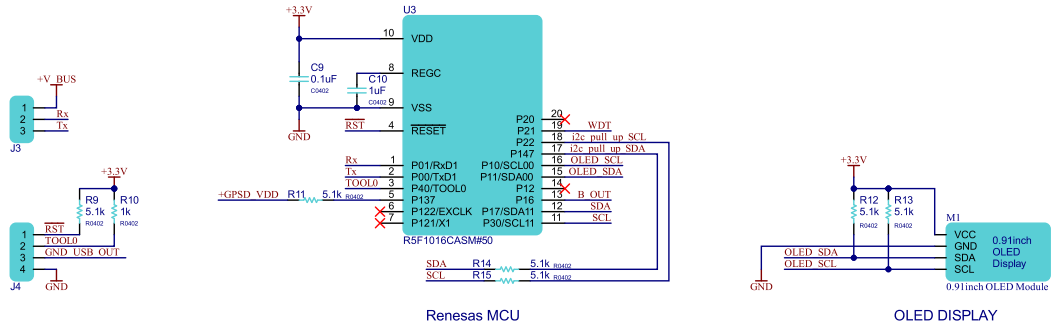 +V_BUS
1
2 Rx
3 Tx
J3
+3.3V
R9 R10
5.1k 1k
R0402 R0402
1 RST
2 TOOL0
3 GND_USB_OUT
4
J4 GND
U3
+3.3V
10 VDD
C9
0.1uF
C0402
8 REGC
C10
1uF
C0402
9 VSS
GND
RST 4 RESET
Rx 1 P01/RxD1
Tx 2 P00/TxD1
TOOL0 3 P40/TOOL0
+GPSD_VDD R11 5.1k R0402 5 P137
6 P122/EXCLK
7 P121/X1
P20 20
P21 19 WDT
P22 18 i2c_pull_up_SCL
P147 17 i2c_pull_up_SDA
P10/SCL00 16 OLED_SCL
P11/SDA00 15 OLED_SDA
P12 14
P16 13 B_OUT
P17/SDA11 12 SDA
P30/SCL11 11 SCL
R5F1016CASM#50
SDA R14 5.1k R0402
SCL R15 5.1k R0402
Renesas MCU
+3.3V
R12 R13
5.1k 5.1k
R0402 R0402
M1
VCC
GND
OLED_SDA SDA
OLED_SCL SCL
0.91inch
OLED
Display
GND
0.91inch OLED Module
OLED DISPLAY